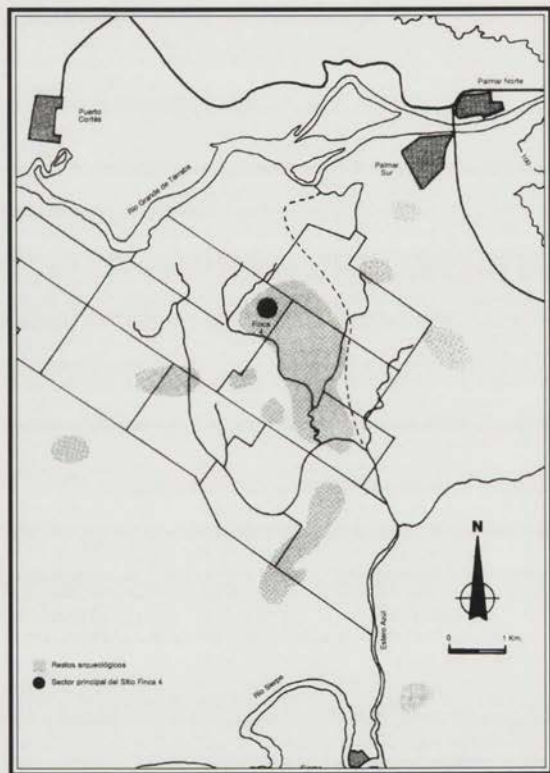 Palmar Norte
Puerto
Cortés
Palmar
Sur
100
Río Grande de Térraba
Finca
4
N
0 1 Km.
Estero Azul
Restos arqueológicos
Sector principal del Sitio Finca 4
Río Sierpe